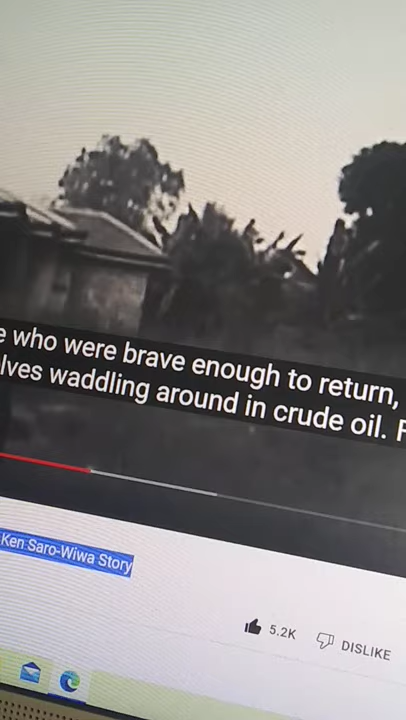 who were brave enough to return,
lves waddling around in crude oil. F
Ken Saro-Wiwa Story
5.2K
DISLIKE